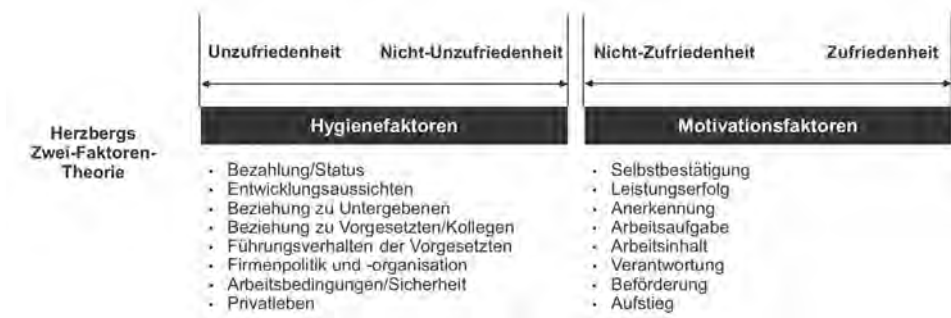 Unzufriedenheit Nicht-Unzufriedenheit Nicht-Zufriedenheit Zufriedenheit
Herzbergs
Zwei-Faktoren-
Theorie
Hygienefaktoren
· Bezahlung/Status
· Entwicklungsaussichten
· Beziehung zu Untergebenen
· Beziehung zu Vorgesetzten/Kollegen
· Führungsverhalten der Vorgesetzten
· Firmenpolitik und -organisation
· Arbeitsbedingungen/Sicherheit
· Privatleben
Motivationsfaktoren
· Selbstbestätigung
· Leistungserfolg
· Anerkennung
· Arbeitsaufgabe
· Arbeitsinhalt
· Verantwortung
· Beförderung
· Aufstieg